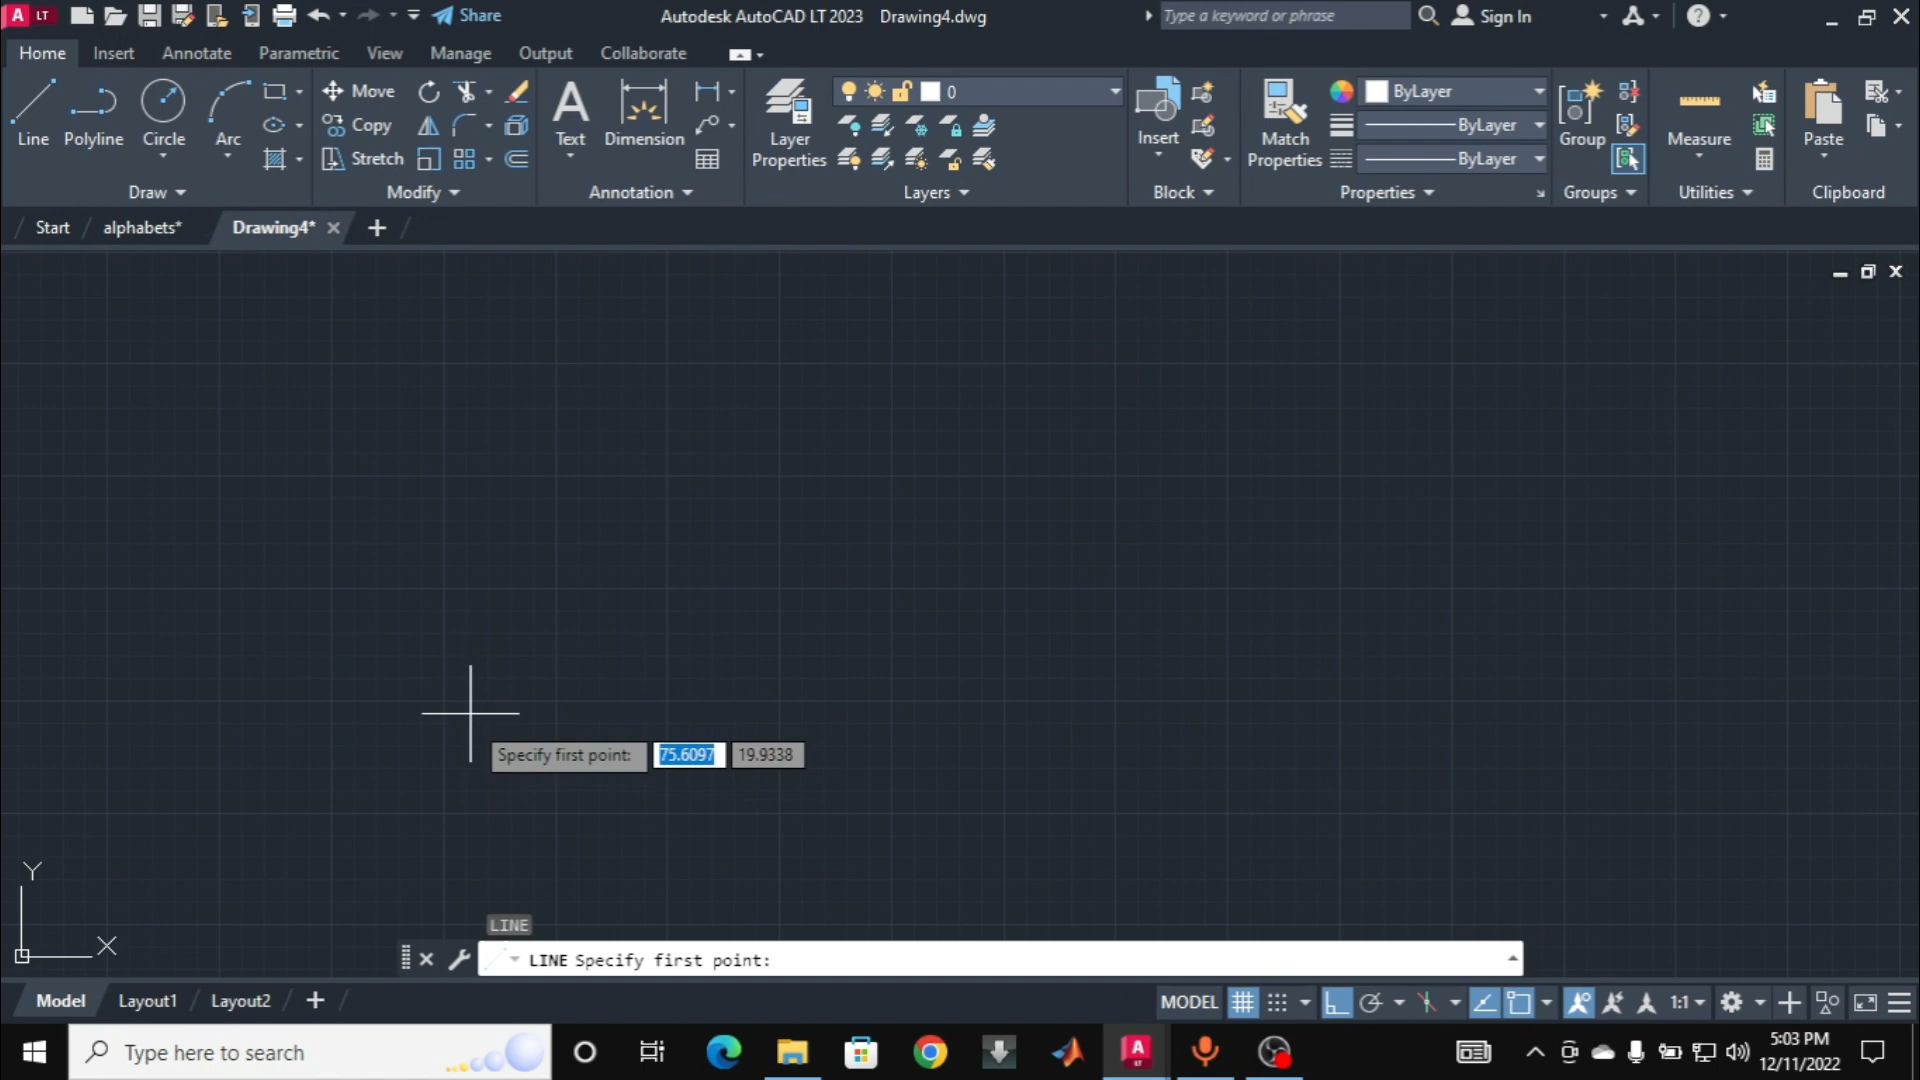 A LT
Share
Autodesk AutoCAD LT 2023 Drawing4.dwg
Type a keyword or phrase
Sign In
Home Insert Annotate Parametric View Manage Output Collaborate
Line Polyline Circle Arc
Move
Copy
Stretch
Text Dimension
Layer Properties
0
Insert
Match Properties
ByLayer
ByLayer
ByLayer
Group
Measure
Paste
Draw Modify Annotation Layers Block Properties Groups Utilities Clipboard
Start alphabets* Drawing4*
Specify first point: 75.6097 19.9338
Y
X
LINE
LINE Specify first point:
Model Layout1 Layout2
MODEL 1:1
Type here to search
A LT
5:03 PM
12/11/2022